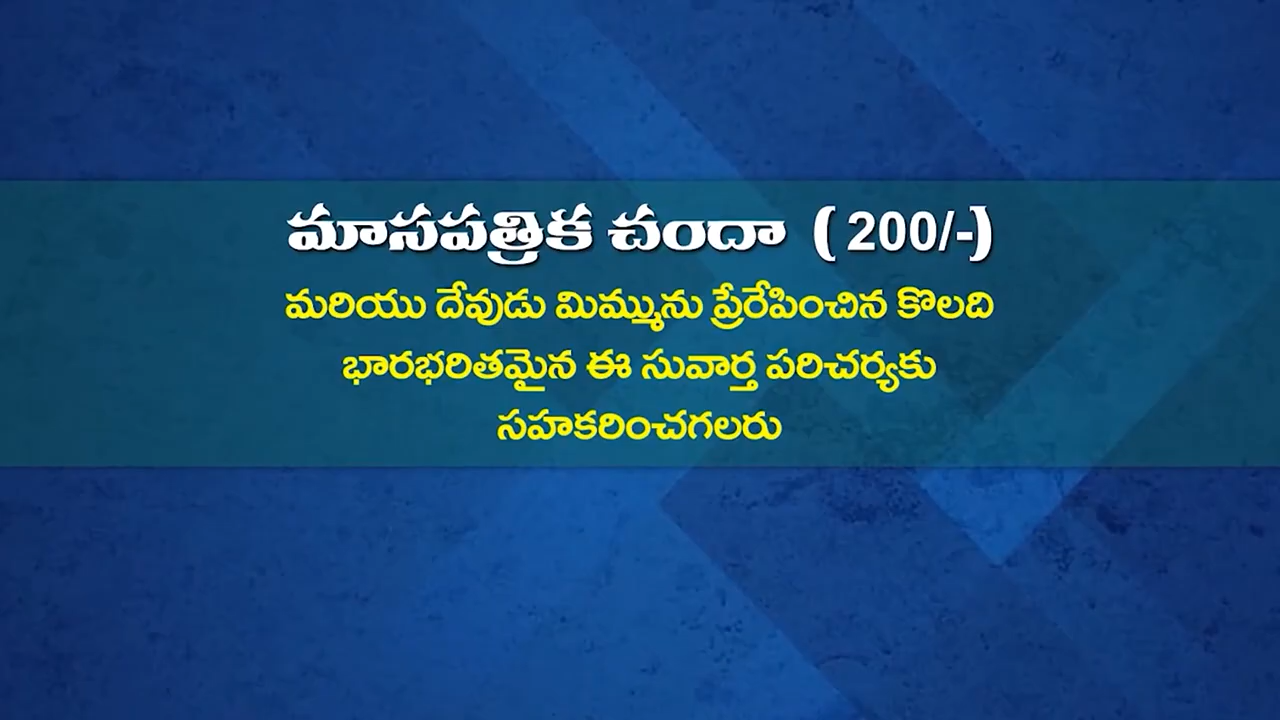 మాసపత్రిక చందా ( 200/-)
మరియు దేవుడు మిమ్మును ప్రేరేపించిన కొలది
భారభరితమైన ఈ సువార్త పరిచర్యకు
సహకరించగలరు